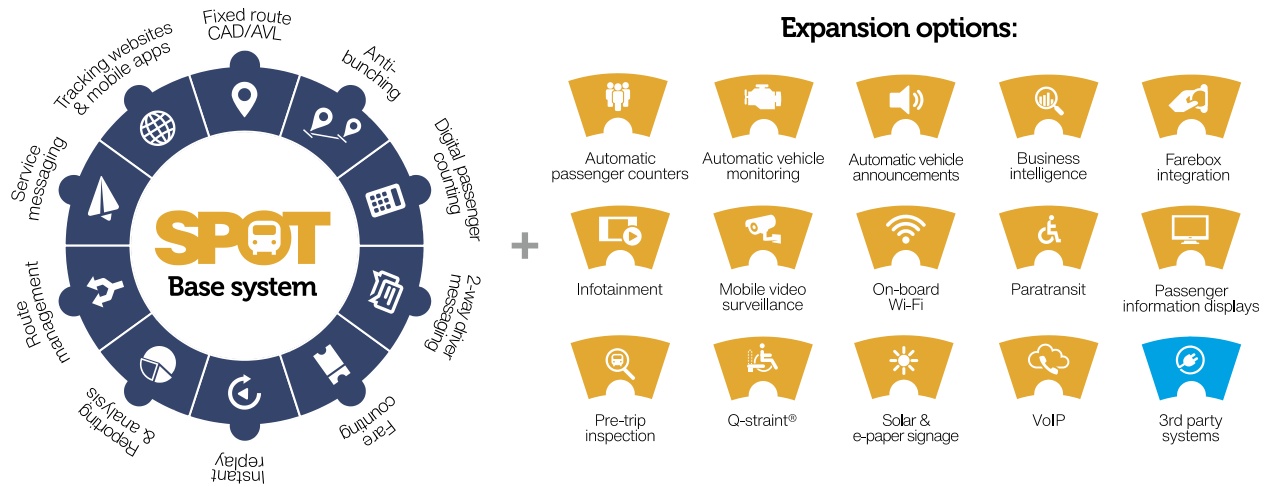 Fixed route
CAD/AVL
Anti-
bunching
Digital passenger
counting
2-way driver
messaging
Fare
counting
Instant
replay
Reporting
& analysis
Route
management
Service
messaging
Tracking websites
& mobile apps
SPOT
Base system
+
Expansion options:
Automatic
passenger counters
Automatic vehicle
monitoring
Automatic vehicle
announcements
Business
intelligence
Farebox
integration
Infotainment
Mobile video
surveillance
On-board
Wi-Fi
Paratransit
Passenger
information displays
Pre-trip
inspection
Q-straint®
Solar &
e-paper signage
VoIP
3rd party
systems